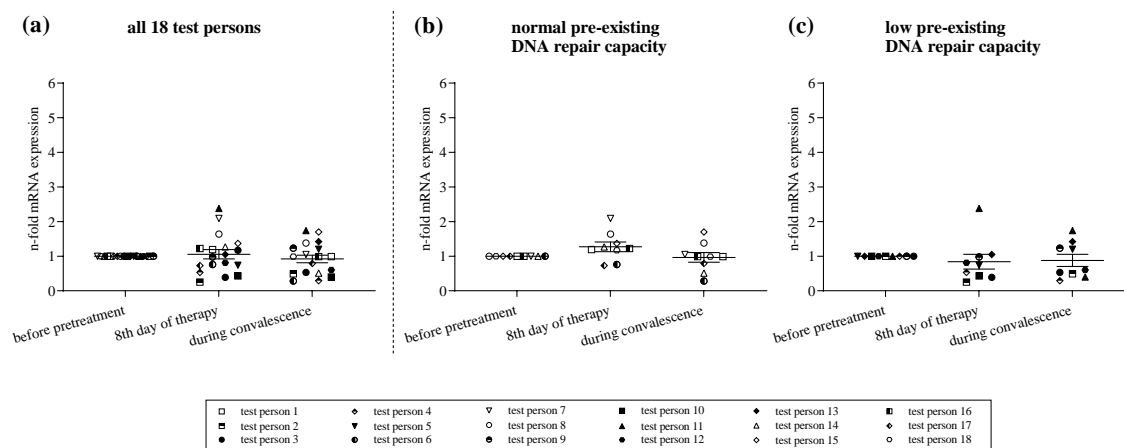 (a) all 18 test persons
(b) normal pre-existing
DNA repair capacity
(c) low pre-existing
DNA repair capacity
n-fold mRNA expression
6
5
4
3
2
1
0
before pretreatment
8th day of therapy
during convalescence
n-fold mRNA expression
6
5
4
3
2
1
0
before pretreatment
8th day of therapy
during convalescence
n-fold mRNA expression
6
5
4
3
2
1
0
before pretreatment
8th day of therapy
during convalescence
test person 1 test person 4 test person 7 test person 10 test person 13 test person 16
test person 2 test person 5 test person 8 test person 11 test person 14 test person 17
test person 3 test person 6 test person 9 test person 12 test person 15 test person 18